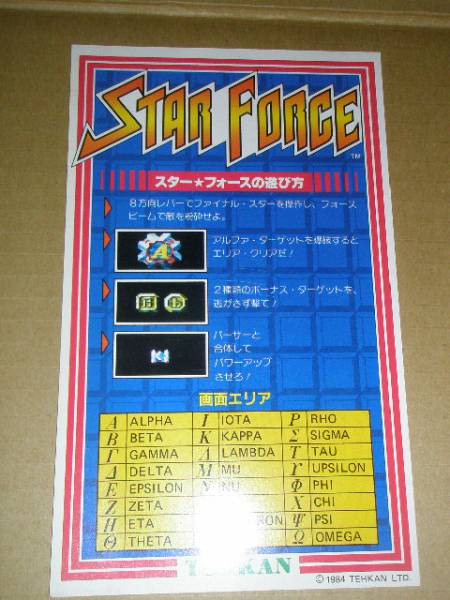 STAR FORCE
TM
スター★フォースの遊び方
8方向レバーでファイナル・スターを操作し、フォース
ビームで敵を粉砕せよ。
A
アルファ・ターゲットを爆破すると
エリア・クリアだ!
B
2種類のボーナス・ターゲットを、
逃がさず撃て!
パーサーと
合体して
パワーアップ
させろ!
画面エリア
Α ALPHA Ι IOTA Ρ RHO
Β BETA Κ KAPPA Σ SIGMA
Γ GAMMA Λ LAMBDA Τ TAU
Δ DELTA Μ MU Υ UPSILON
Ε EPSILON Ν NU Φ PHI
Ζ ZETA Χ CHI
Η ETA RON Ψ PSI
Θ THETA Ω OMEGA
TEHKAN
© 1984 TEHKAN LTD.